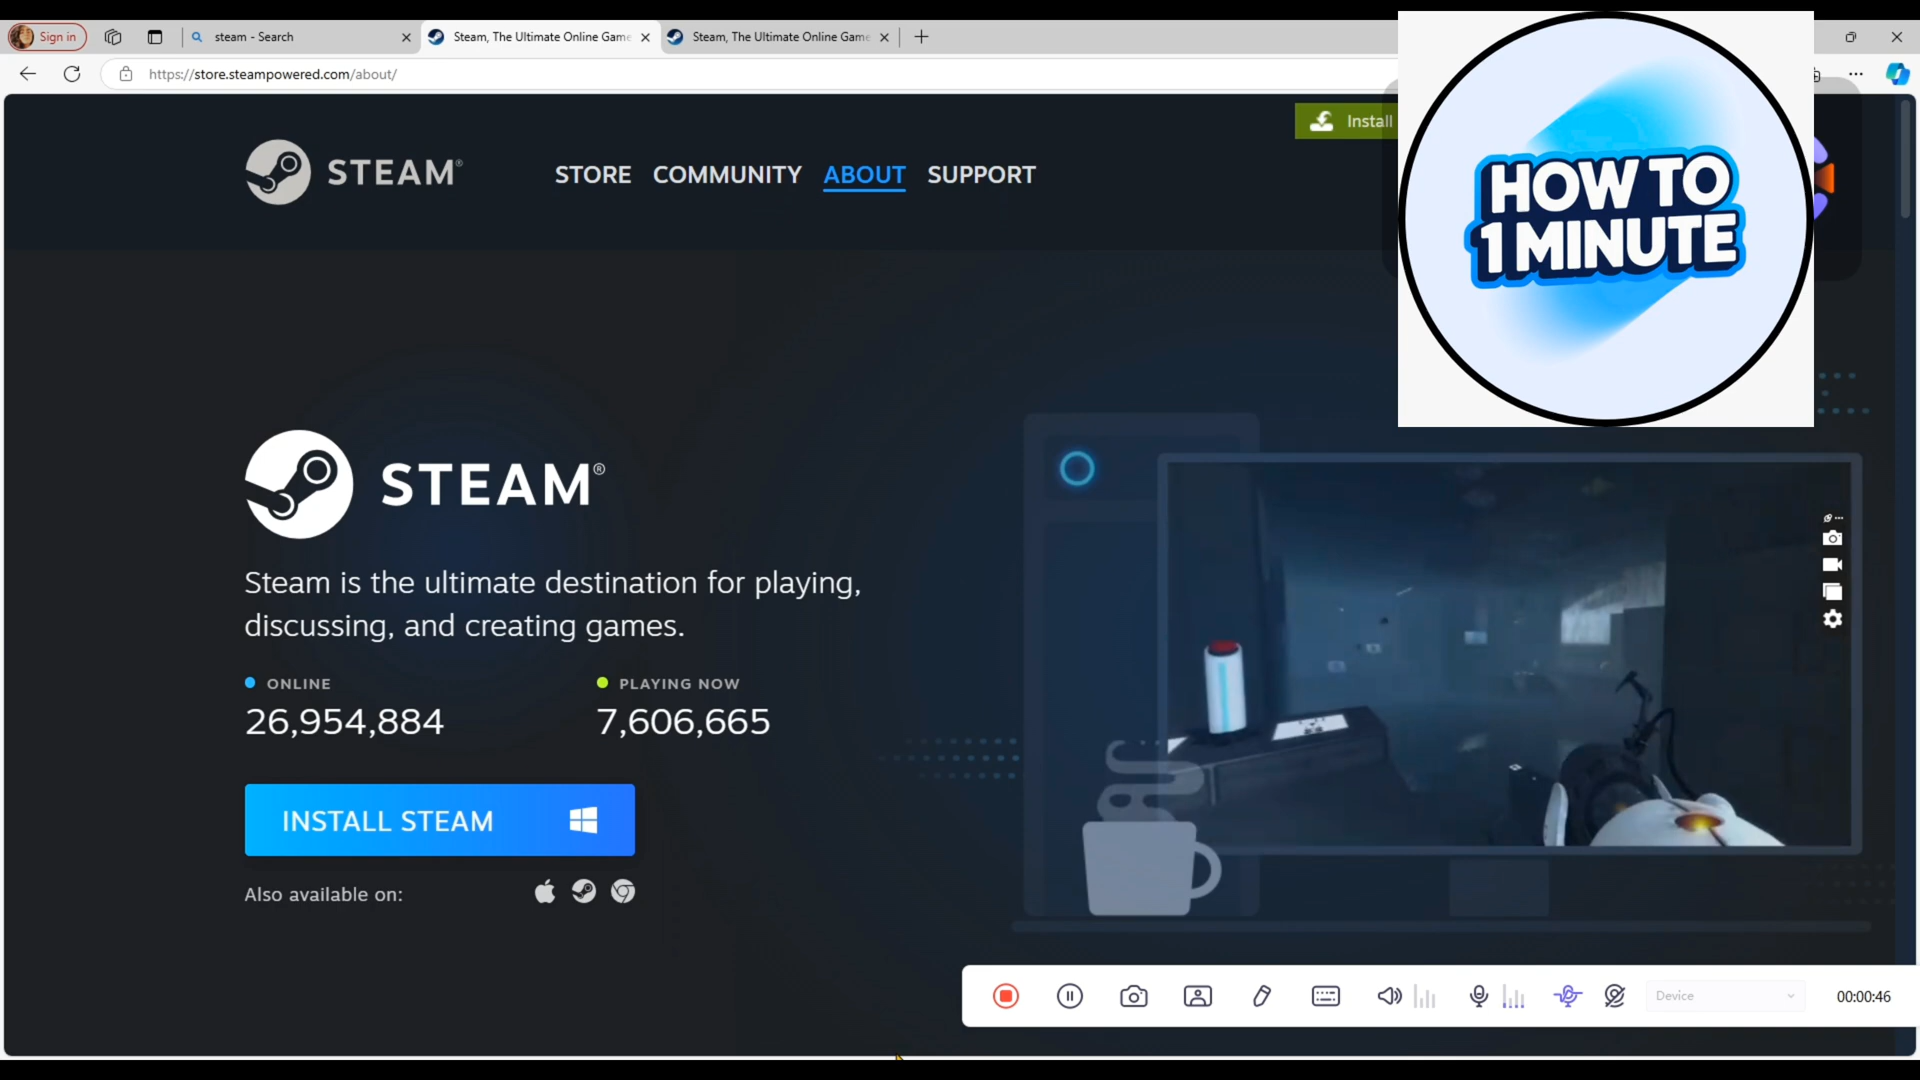 Sign in
steam - Search
Steam, The Ultimate Online Game
Steam, The Ultimate Online Game
https://store.steampowered.com/about/
Install
STEAM®
STORE COMMUNITY ABOUT SUPPORT
HOW TO
1 MINUTE
STEAM®
Steam is the ultimate destination for playing,
discussing, and creating games.
ONLINE
26,954,884
PLAYING NOW
7,606,665
INSTALL STEAM
Also available on:
Device
00:00:46